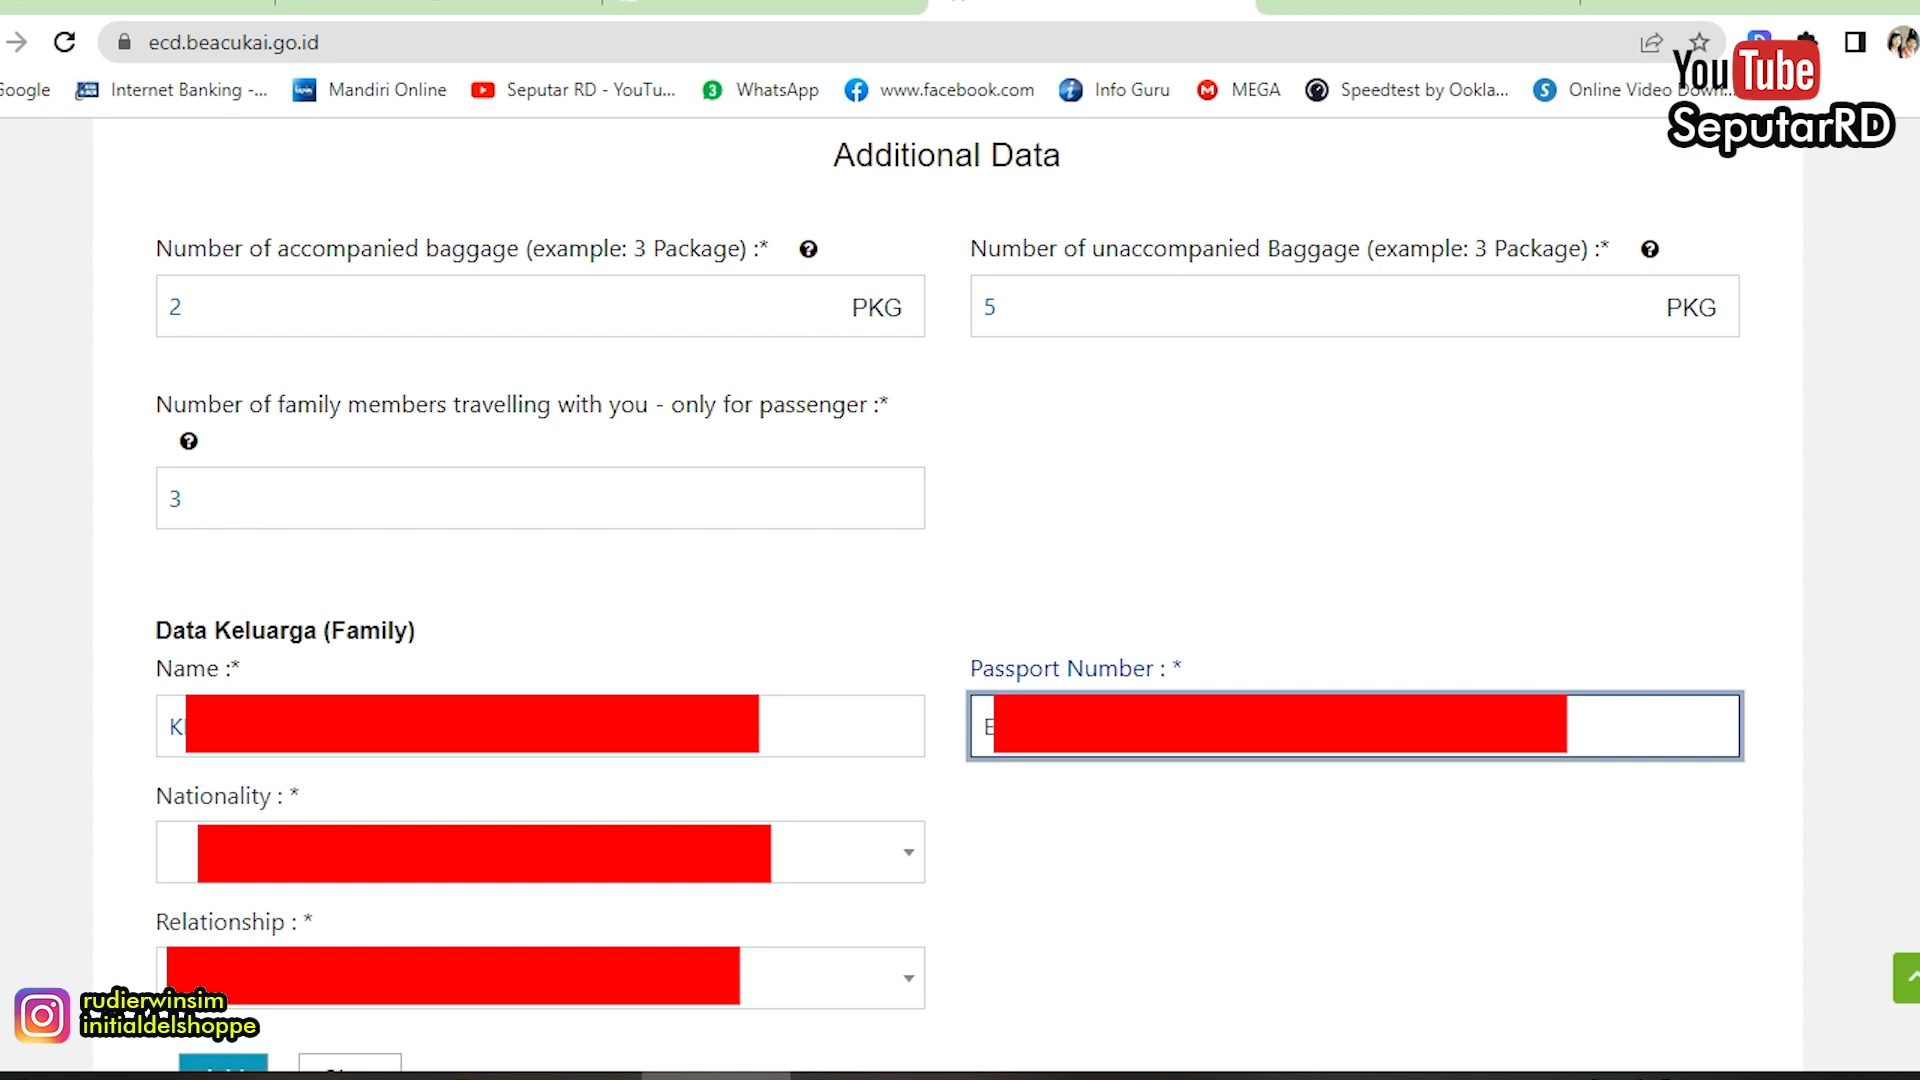 ecd.beacukai.go.id
Google Internet Banking -... Mandiri Online Seputar RD - YouTu... 3 WhatsApp www.facebook.com Info Guru MEGA Speedtest by Ookla... S Online Video Down...
YouTube
SeputarRD
Additional Data
Number of accompanied baggage (example: 3 Package) :*
Number of unaccompanied Baggage (example: 3 Package) :*
2 PKG
5 PKG
Number of family members travelling with you - only for passenger :*
3
Data Keluarga (Family)
Name :*
Passport Number : *
E
Nationality : *
Relationship : *
rudierwinsim
initialdelshoppe